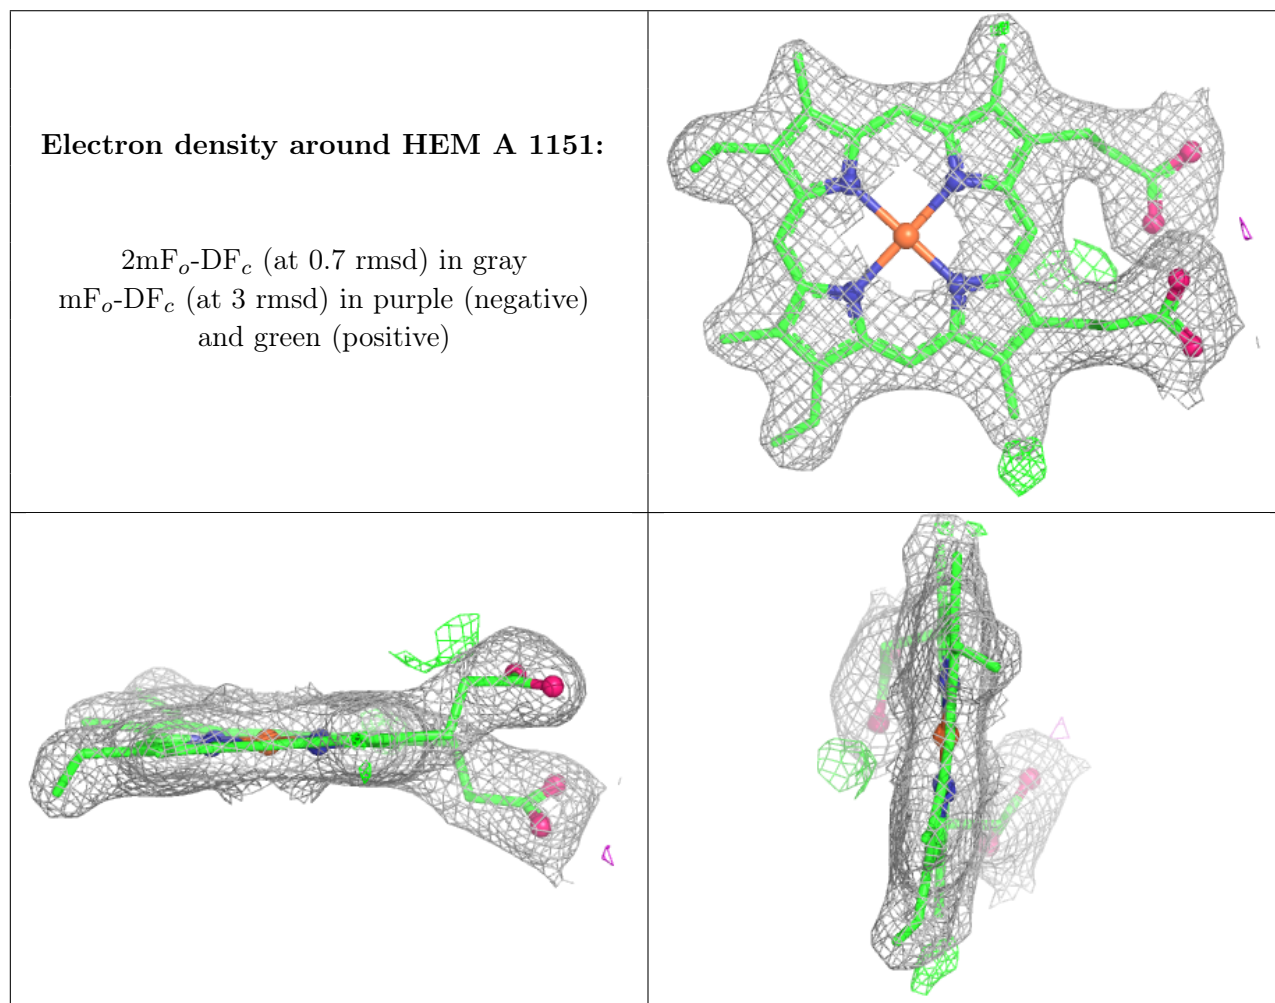 Electron density around HEM A 1151:
2mFₒ-DF𝒸 (at 0.7 rmsd) in gray
mFₒ-DF𝒸 (at 3 rmsd) in purple (negative)
and green (positive)